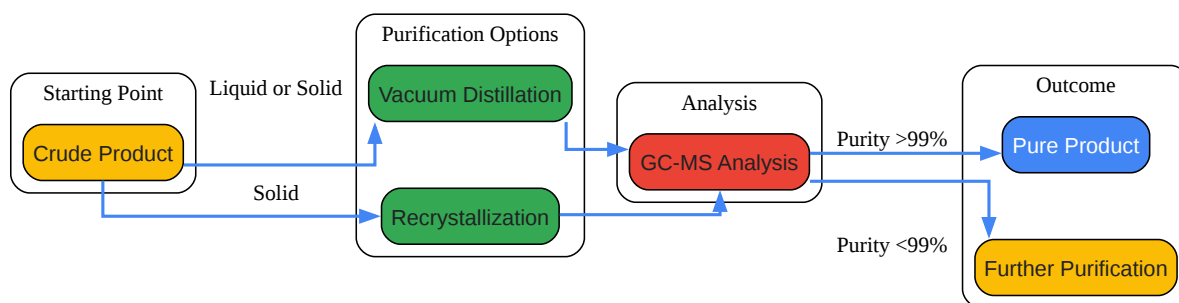 Starting Point
Crude Product
Liquid or Solid
Solid
Purification Options
Vacuum Distillation
Recrystallization
Analysis
GC-MS Analysis
Purity >99%
Purity <99%
Outcome
Pure Product
Further Purification